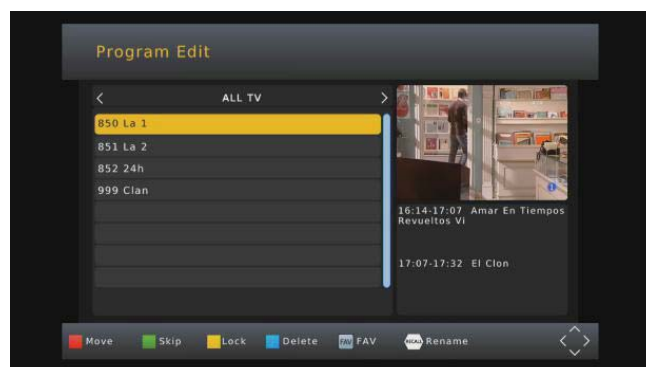 Program Edit
< ALL TV >
850 La 1
851 La 2
852 24h
999 Clan
16:14-17:07 Amar En Tiempos
Revueltos Vi
17:07-17:32 El Clon
Move Skip Lock Delete FAV FAV RECALL Rename